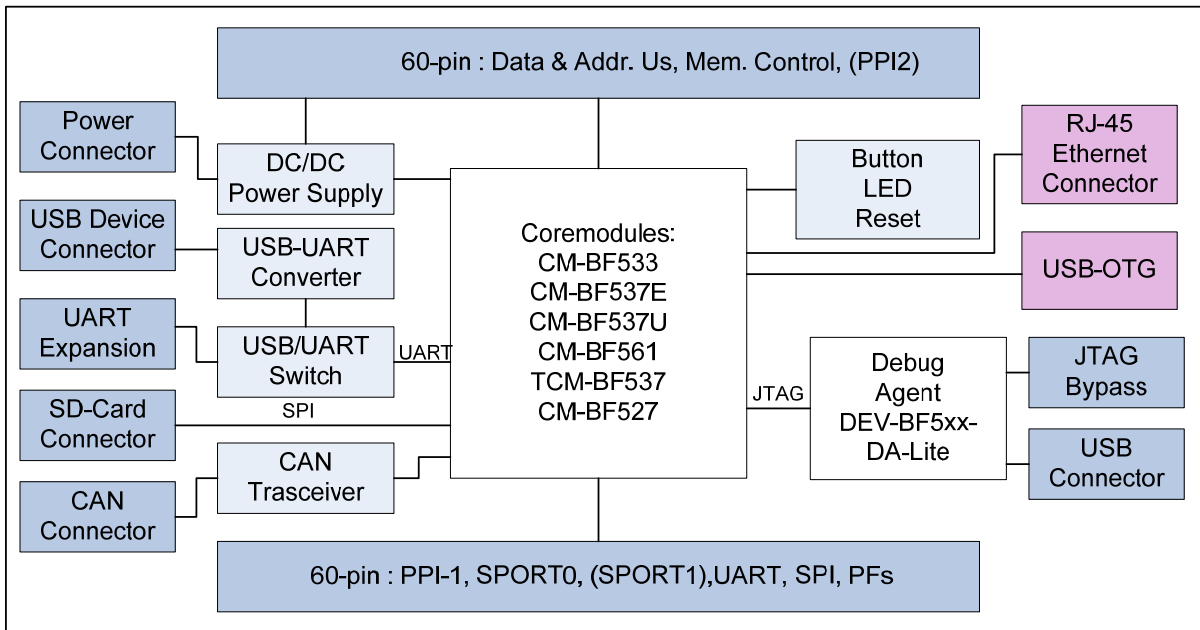 60-pin : Data & Addr. Us, Mem. Control, (PPI2)
Power
Connector
DC/DC
Power Supply
Button
LED
Reset
RJ-45
Ethernet
Connector
USB Device
Connector
USB-UART
Converter
Coremodules:
CM-BF533
CM-BF537E
CM-BF537U
CM-BF561
TCM-BF537
CM-BF527
USB-OTG
UART
Expansion
USB/UART
Switch
UART
JTAG
Debug
Agent
DEV-BF5xx-
DA-Lite
JTAG
Bypass
SD-Card
Connector
SPI
CAN
Trasceiver
USB
Connector
CAN
Connector
60-pin : PPI-1, SPORT0, (SPORT1),UART, SPI, PFs